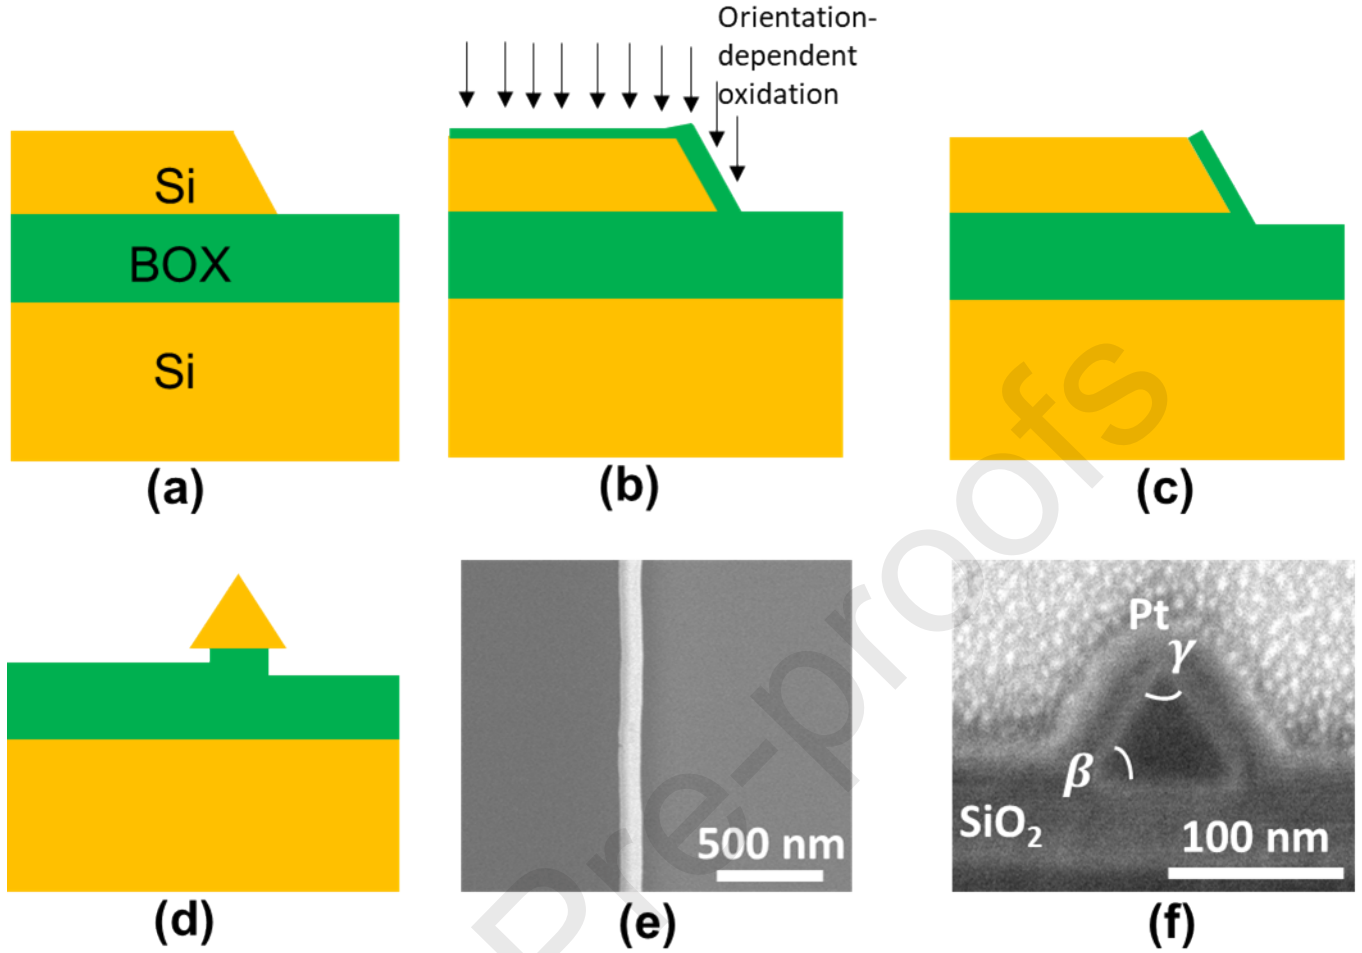 Orientation-
dependent
oxidation
Si
BOX
Si
(a)
(b)
(c)
Pt
γ
β
SiO₂
500 nm
100 nm
(d)
(e)
(f)
Pre-proofs